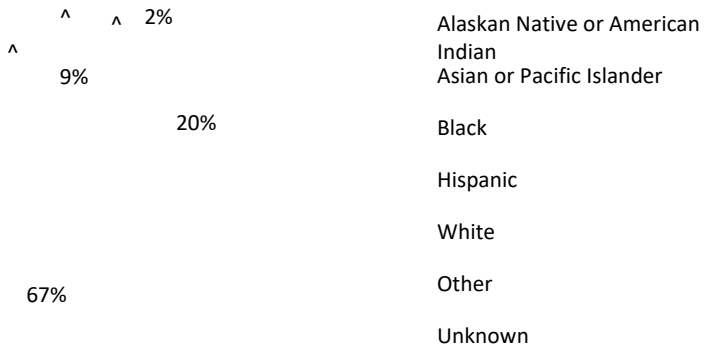 ^
^
2%
^
9%
20%
67%
Alaskan Native or American
Indian
Asian or Pacific Islander
Black
Hispanic
White
Other
Unknown